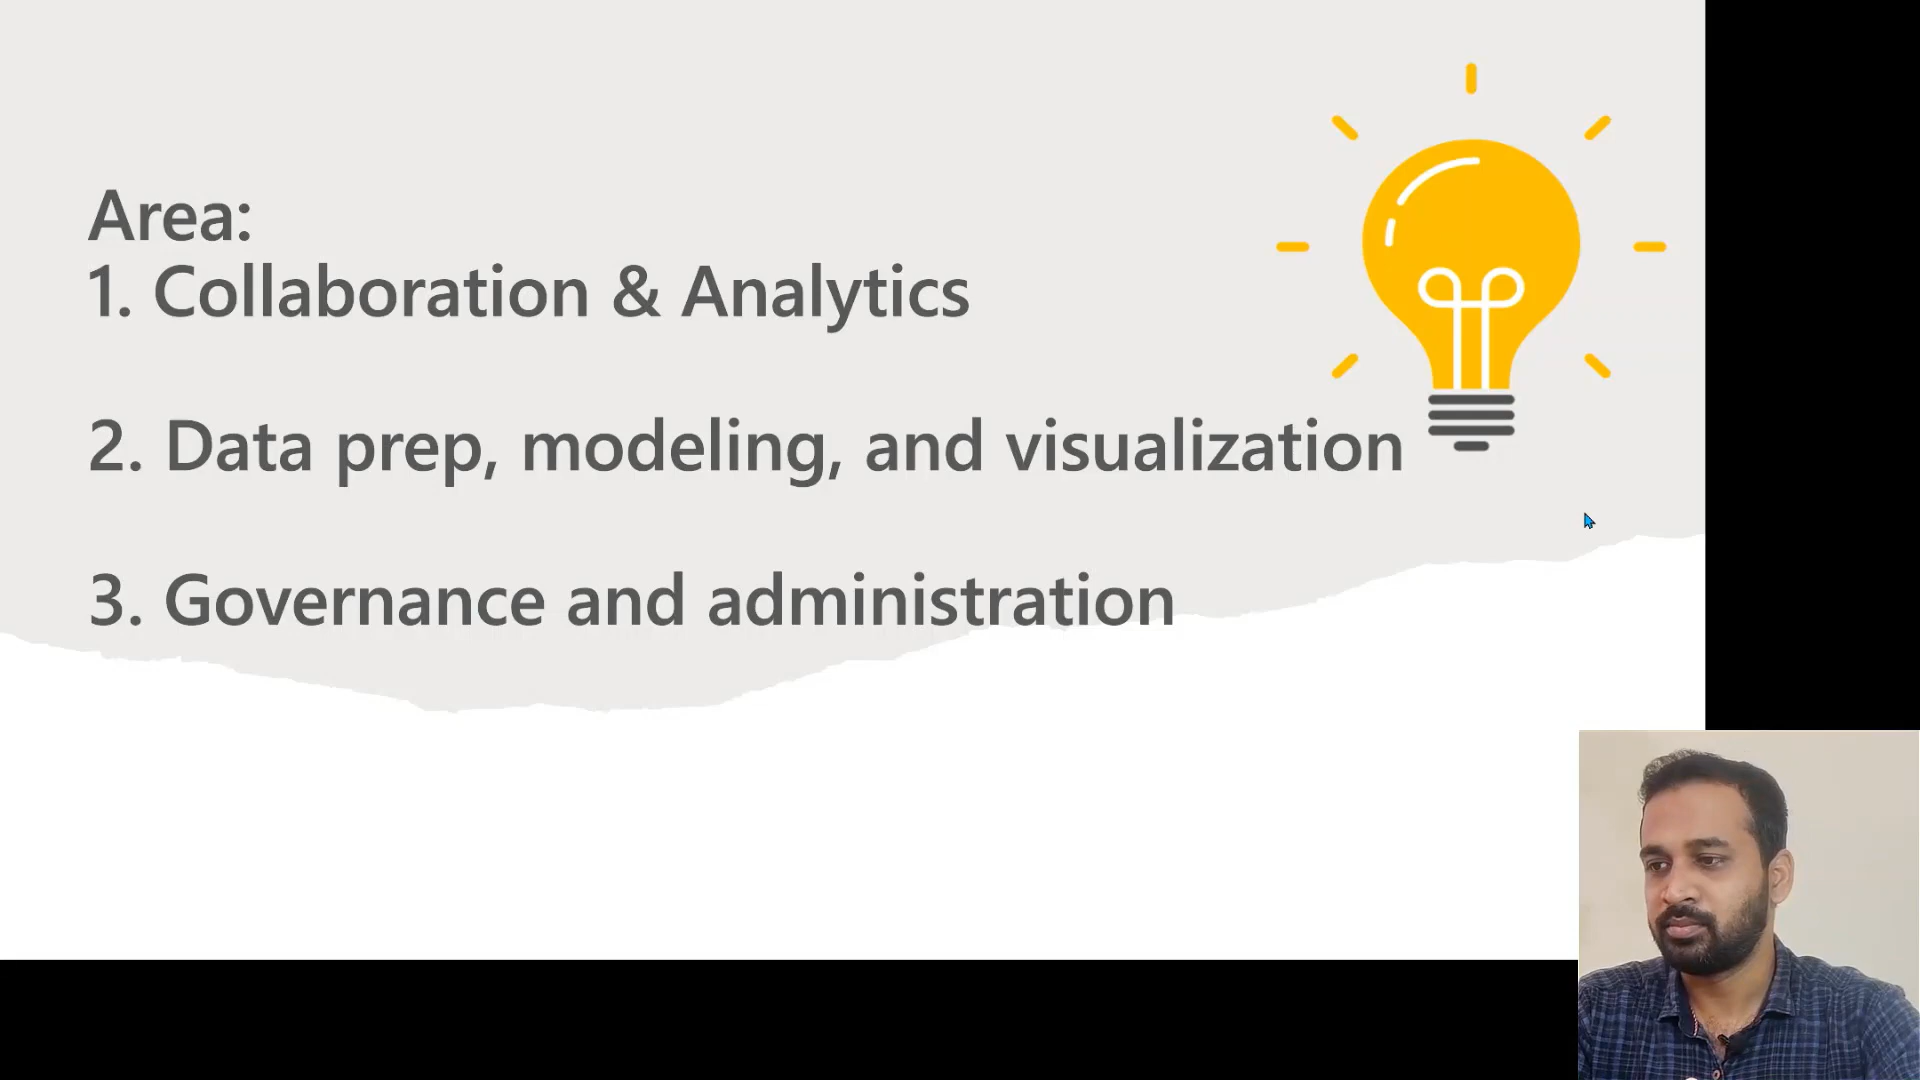 Area:
1. Collaboration & Analytics
2. Data prep, modeling, and visualization
3. Governance and administration